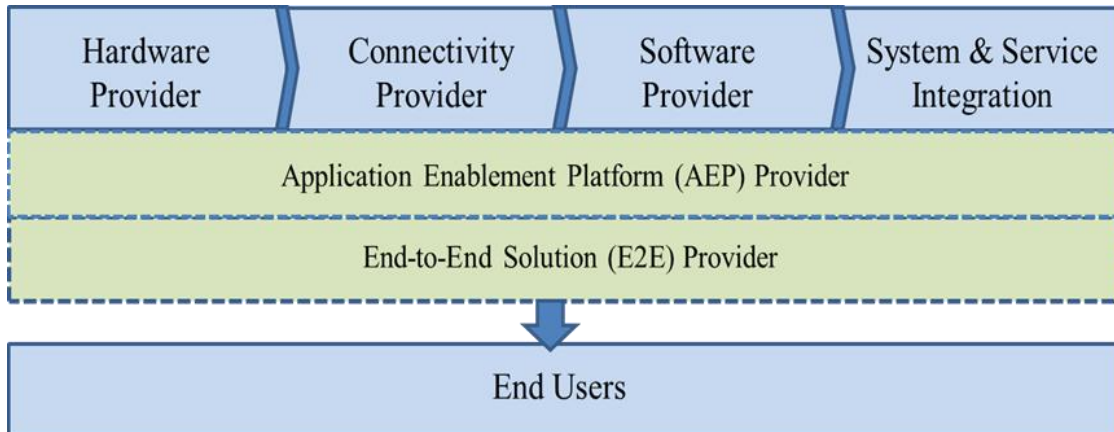 Hardware
Provider
Connectivity
Provider
Software
Provider
System & Service
Integration
Application Enablement Platform (AEP) Provider
End-to-End Solution (E2E) Provider
End Users